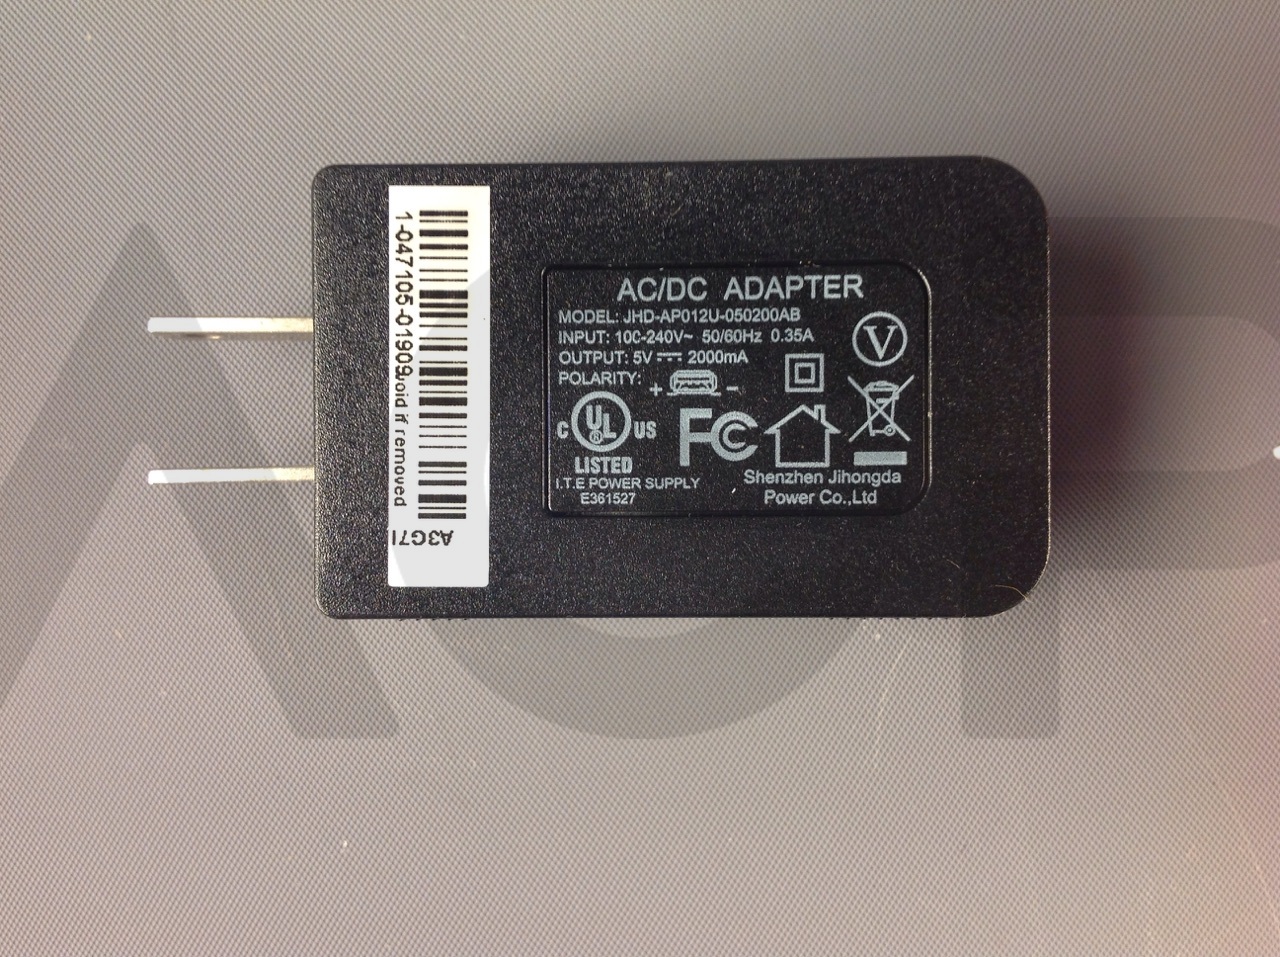 1-047105-01909
void if removed
A3G7I
AC/DC ADAPTER
MODEL: JHD-AP012U-050200AB
INPUT: 100-240V~ 50/60Hz 0.35A
OUTPUT: 5V⎓ 2000mA
POLARITY: + -
V
C UL ® US
LISTED
I.T.E POWER SUPPLY
E361527
FC
Shenzhen Jihongda
Power Co.,Ltd